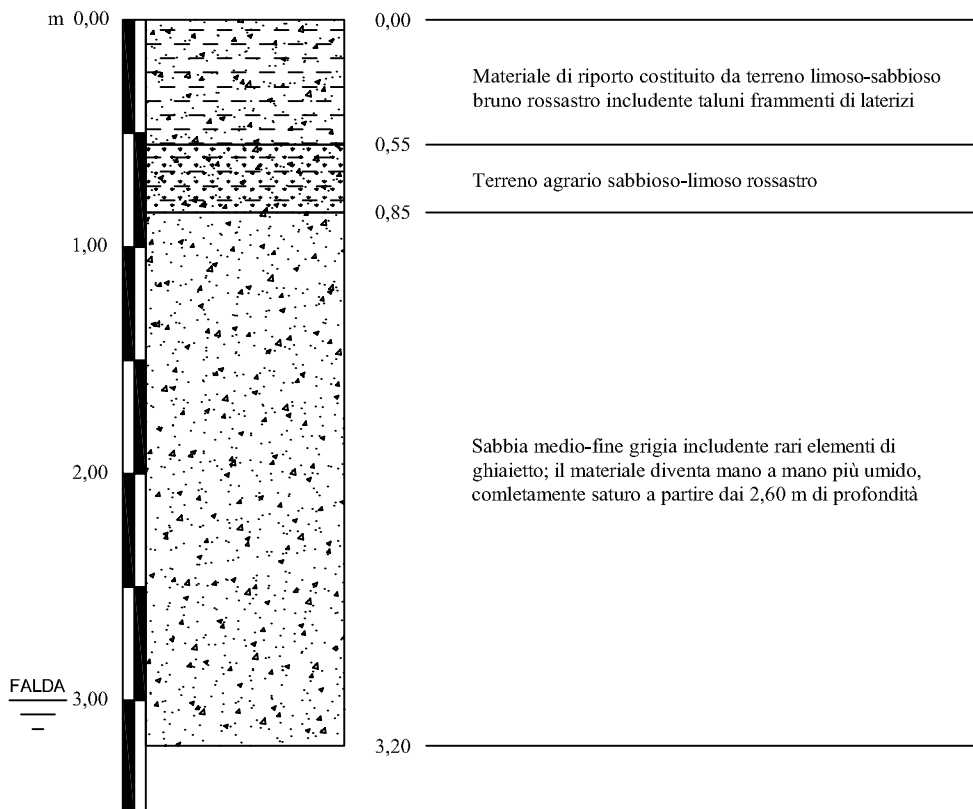 m 0,00
0,00
Materiale di riporto costituito da terreno limoso-sabbioso
bruno rossastro includente taluni frammenti di laterizi
0,55
Terreno agrario sabbioso-limoso rossastro
0,85
1,00
Sabbia medio-fine grigia includente rari elementi di
ghiaietto; il materiale diventa mano a mano più umido,
comletamente saturo a partire dai 2,60 m di profondità
2,00
FALDA
3,00
3,20